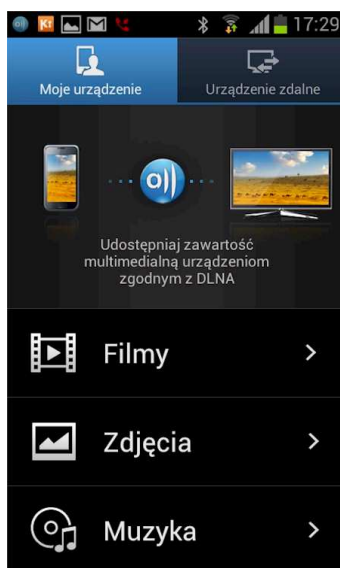 17:29
Moje urządzenie
Urządzenie zdalne
Udostępniaj zawartość
multimedialną urządzeniom
zgodnym z DLNA
Filmy
Zdjęcia
Muzyka